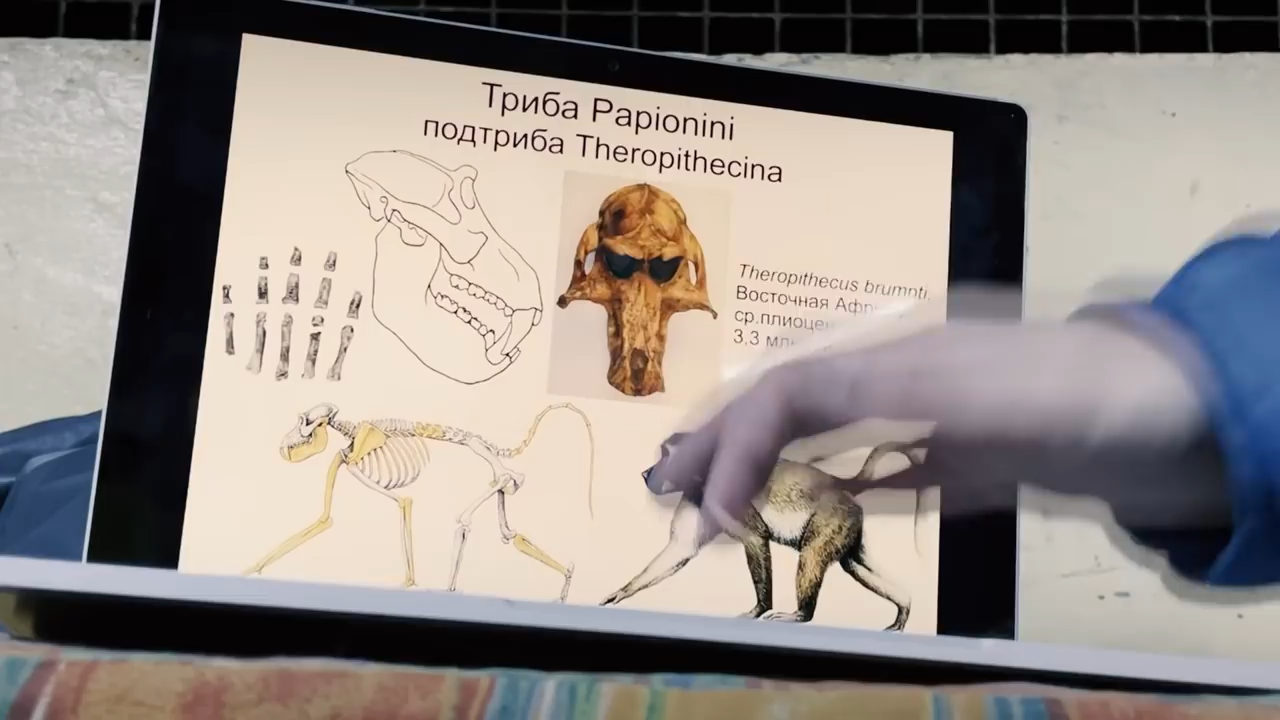 Триба Papionini
подтриба Theropithecina
Theropithecus brumpti,
Восточная
ср.плиоцен
3,3